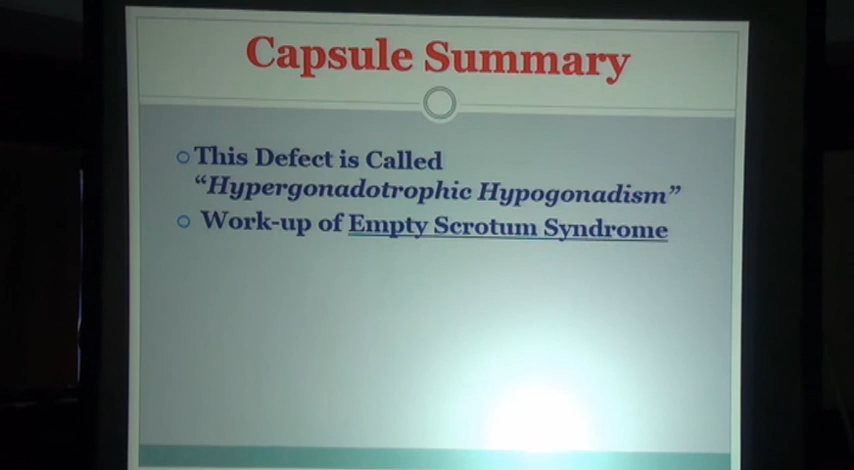 Capsule Summary
This Defect is Called
“Hypergonadotrophic Hypogonadism”
Work-up of Empty Scrotum Syndrome